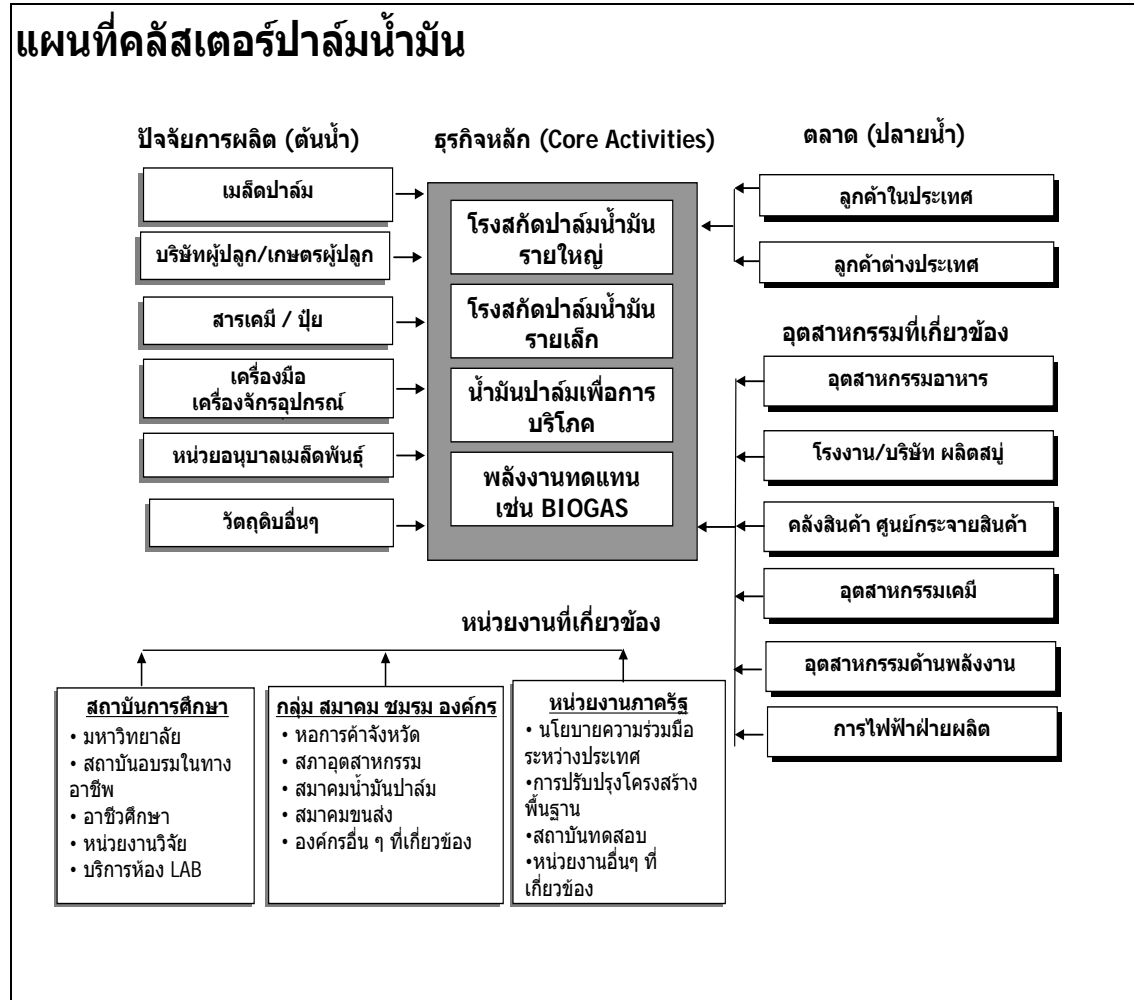 แผนที่คลัสเตอร์ปาล์มน้ำมัน
ปัจจัยการผลิต (ต้นน้ำ)
เมล็ดปาล์ม
บริษัทผู้ปลูก/เกษตรผู้ปลูก
สารเคมี / ปุ๋ย
เครื่องมือ
เครื่องจักรอุปกรณ์
หน่วยอนุบาลเมล็ดพันธุ์
วัตถุดิบอื่นๆ
ธุรกิจหลัก (Core Activities)
โรงสกัดปาล์มน้ำมัน
รายใหญ่
โรงสกัดปาล์มน้ำมัน
รายเล็ก
น้ำมันปาล์มเพื่อการ
บริโภค
พลังงานทดแทน
เช่น BIOGAS
ตลาด (ปลายน้ำ)
ลูกค้าในประเทศ
ลูกค้าต่างประเทศ
อุตสาหกรรมที่เกี่ยวข้อง
อุตสาหกรรมอาหาร
โรงงาน/บริษัท ผลิตสบู่
คลังสินค้า ศูนย์กระจายสินค้า
อุตสาหกรรมเคมี
อุตสาหกรรมด้านพลังงาน
การไฟฟ้าฝ่ายผลิต
หน่วยงานที่เกี่ยวข้อง
สถาบันการศึกษา
• มหาวิทยาลัย
• สถาบันอบรมในทาง
อาชีพ
• อาชีวศึกษา
• หน่วยงานวิจัย
• บริการห้อง LAB
กลุ่ม สมาคม ชมรม องค์กร
• หอการค้าจังหวัด
• สภาอุตสาหกรรม
• สมาคมน้ำมันปาล์ม
• สมาคมขนส่ง
• องค์กรอื่น ๆ ที่เกี่ยวข้อง
หน่วยงานภาครัฐ
• นโยบายความร่วมมือ
ระหว่างประเทศ
•การปรับปรุงโครงสร้าง
พื้นฐาน
•สถาบันทดสอบ
•หน่วยงานอื่นๆ ที่
เกี่ยวข้อง